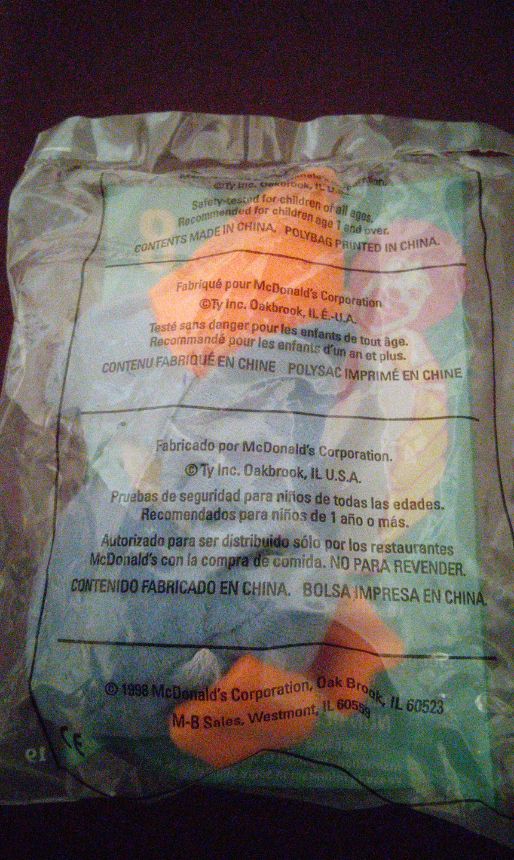 ©Ty Inc. Oakbrook, IL U.S.A.
Safety-tested for children of all ages.
Recommended for children age 1 and over.
CONTENTS MADE IN CHINA. POLYBAG PRINTED IN CHINA.
Fabriqué pour McDonald's Corporation
©Ty Inc. Oakbrook, IL É.-U.A.
Testé sans danger pour les enfants de tout âge.
Recommandé pour les enfants d'un an et plus.
CONTENU FABRIQUÉ EN CHINE POLYSAC IMPRIMÉ EN CHINE
Fabricado por McDonald's Corporation.
©Ty Inc. Oakbrook, IL U.S.A.
Pruebas de seguridad para niños de todas las edades.
Recomendados para niños de 1 año o más.
Autorizado para ser distribuido sólo por los restaurantes
McDonald's con la compra de comida. NO PARA REVENDER.
CONTENIDO FABRICADO EN CHINA. BOLSA IMPRESA EN CHINA.
© 1998 McDonald's Corporation, Oak Brook, IL 60523
M-B Sales, Westmont, IL 60559
CE
19